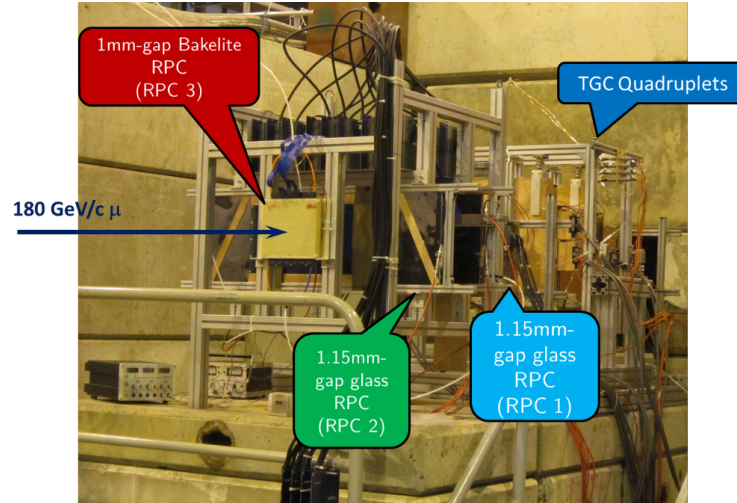 1mm-gap Bakelite
RPC
(RPC 3)
TGC Quadruplets
180 GeV/c μ
1.15mm-
gap glass
RPC
(RPC 2)
1.15mm-
gap glass
RPC
(RPC 1)